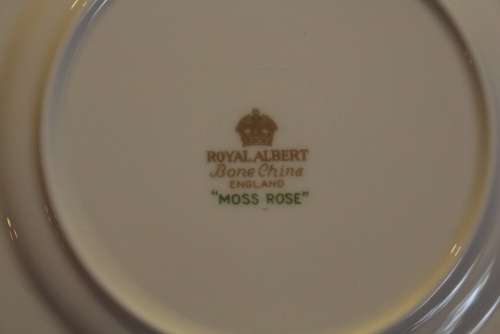 ROYAL ALBERT
Bone China
ENGLAND
"MOSS ROSE"